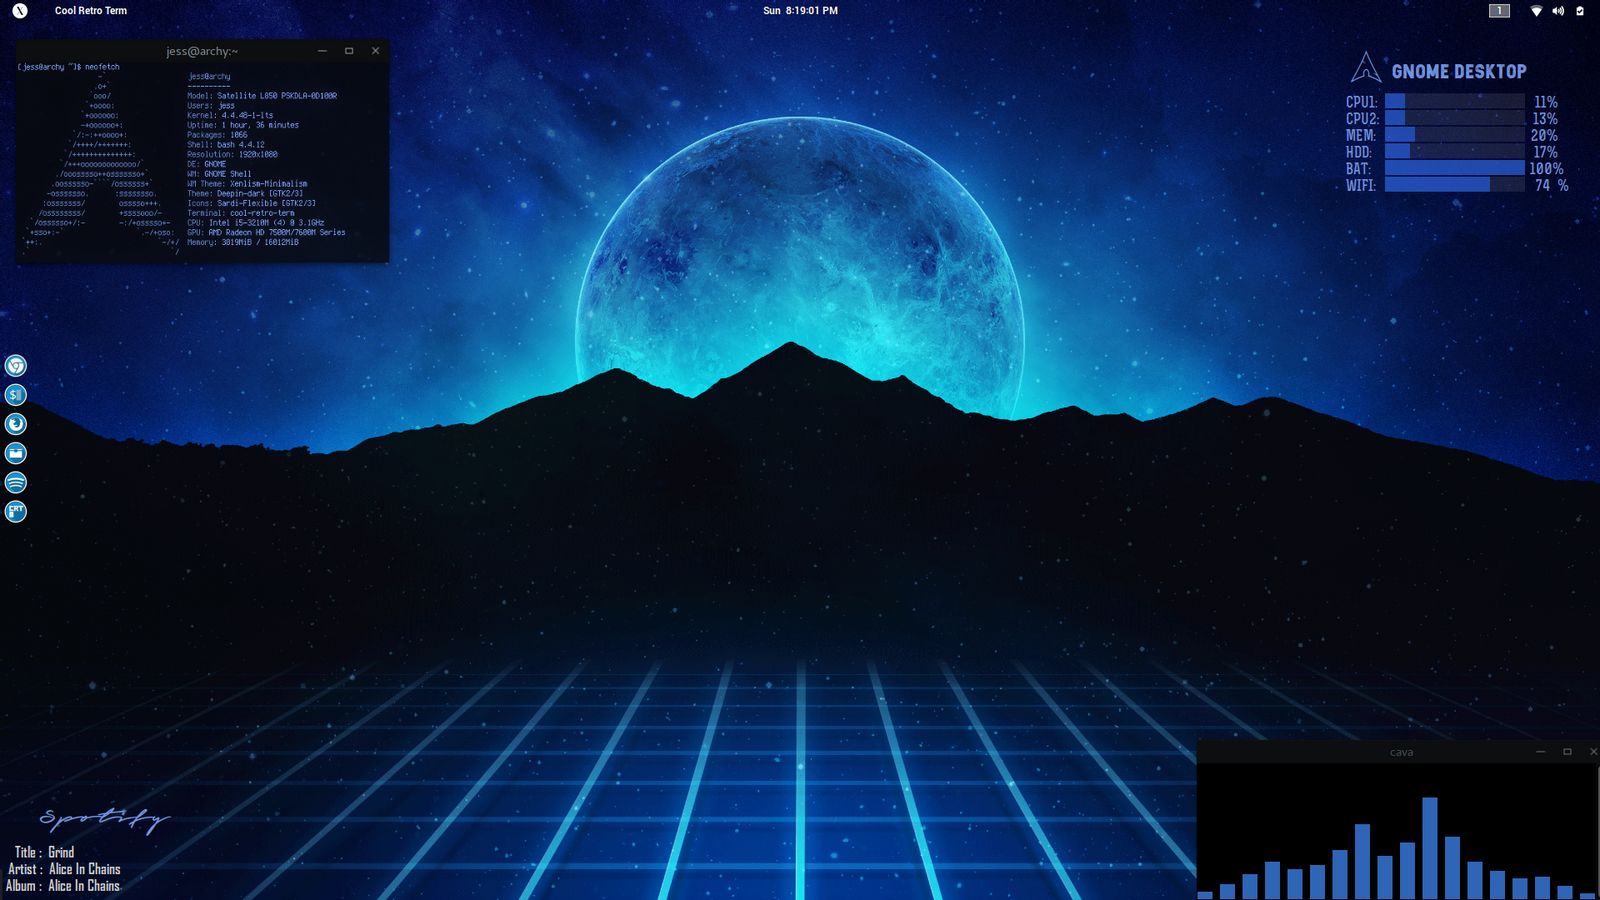 Cool Retro Term
Sun 8:19:01 PM
1
jess@archy:~
[jess@archy ~]$ neofetch
jess@archy
----------
Model: Satellite L850 PSKDLA-0D100R
Users: jess
Kernel: 4.4.48-1-lts
Uptime: 1 hour, 36 minutes
Packages: 1066
Shell: bash 4.4.12
Resolution: 1920x1080
DE: GNOME
WM: GNOME Shell
WM Theme: Xenlism-Minimalism
Theme: Deepin-dark [GTK2/3]
Icons: Sardi-Flexible [GTK2/3]
Terminal: cool-retro-term
CPU: Intel i5-3210M (4) @ 3.1GHz
GPU: AMD Radeon HD 7500M/7600M Series
Memory: 3019MiB / 16012MiB
GNOME DESKTOP
CPU1: 11%
CPU2: 13%
MEM: 20%
HDD: 17%
BAT: 100%
WIFI: 74 %
CRT
Spotify
Title : Grind
Artist : Alice In Chains
Album : Alice In Chains
cava